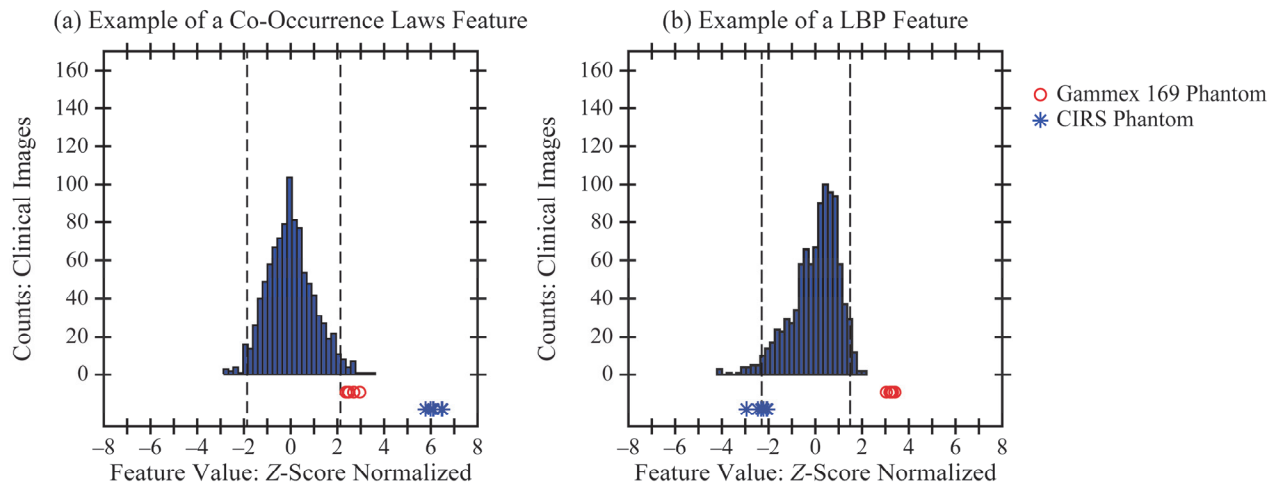 (a) Example of a Co-Occurrence Laws Feature
160
140
120
100
80
60
40
20
0
Counts: Clinical Images
–8 –6 –4 –2 0 2 4 6 8
Feature Value: Z-Score Normalized
(b) Example of a LBP Feature
160
140
120
100
80
60
40
20
0
Counts: Clinical Images
–8 –6 –4 –2 0 2 4 6 8
Feature Value: Z-Score Normalized
Gammex 169 Phantom
CIRS Phantom